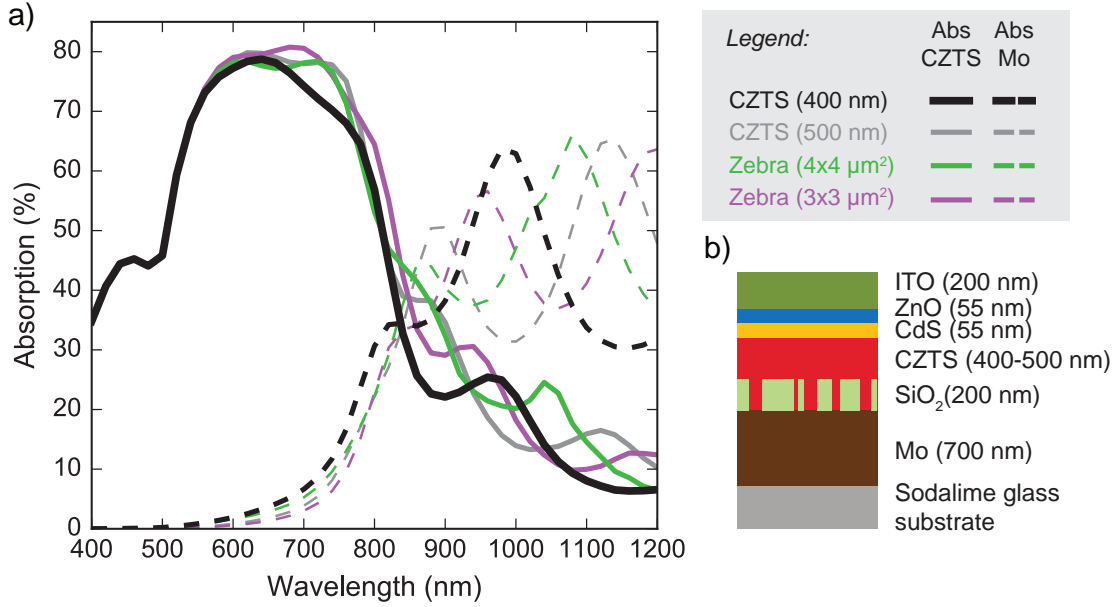 a)
Absorption (%)
80
70
60
50
40
30
20
10
0
400 500 600 700 800 900 1000 1100 1200
Wavelength (nm)
Legend:
Abs
CZTS
Abs
Mo
CZTS (400 nm)
CZTS (500 nm)
Zebra (4x4 μm²)
Zebra (3x3 μm²)
b)
ITO (200 nm)
ZnO (55 nm)
CdS (55 nm)
CZTS (400-500 nm)
SiO₂(200 nm)
Mo (700 nm)
Sodalime glass
substrate